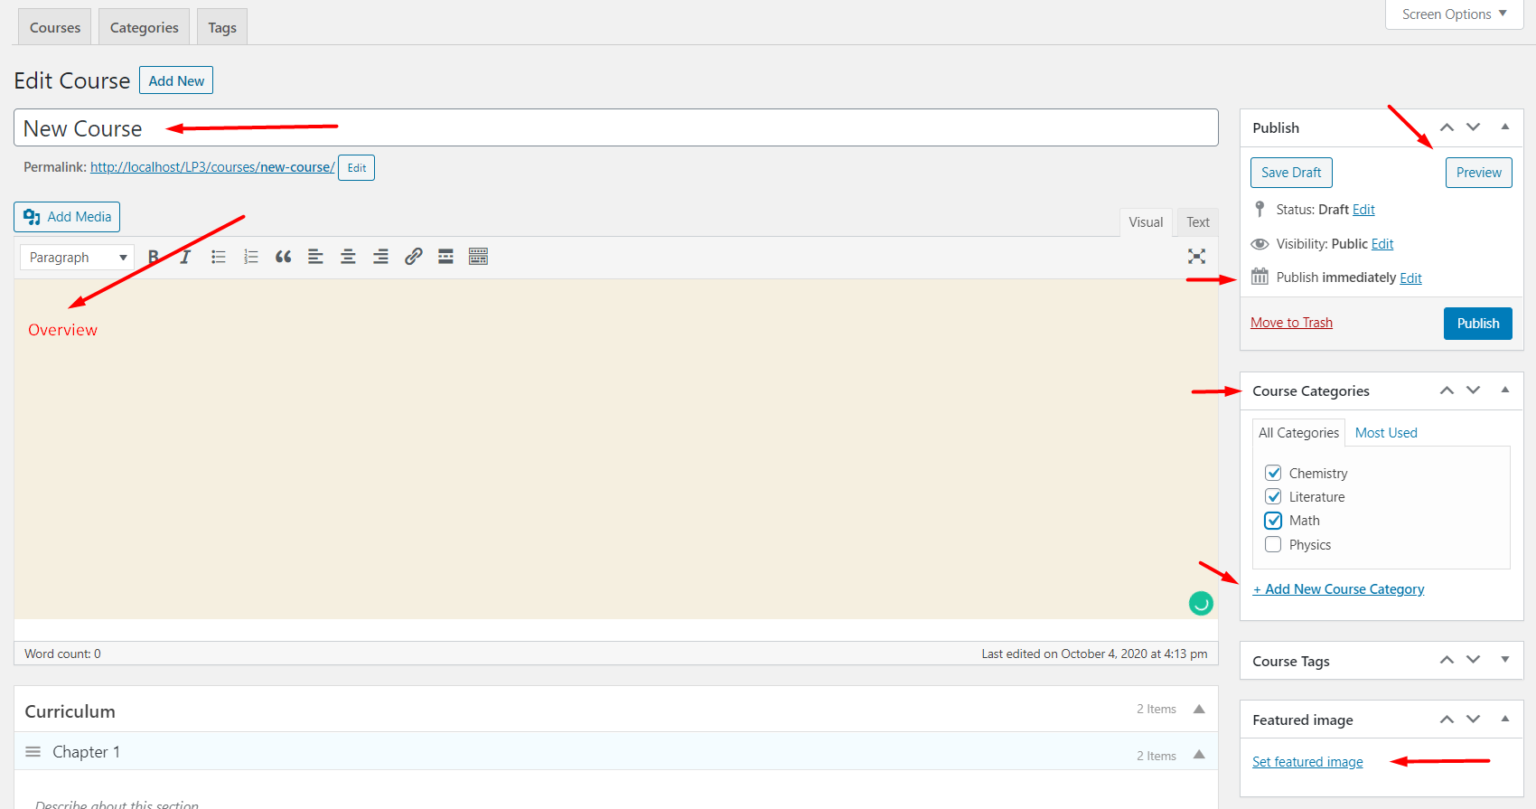 Courses Categories Tags Screen Options
Edit Course Add New
New Course
Permalink: http://localhost/LP3/courses/new-course/ Edit
Add Media
Visual Text
Paragraph B I
Overview
Word count: 0 Last edited on October 4, 2020 at 4:13 pm
Curriculum 2 Items
Chapter 1 2 Items
Describe about this section
Publish
Save Draft Preview
Status: Draft Edit
Visibility: Public Edit
Publish immediately Edit
Move to Trash Publish
Course Categories
All Categories Most Used
Chemistry
Literature
Math
Physics
+ Add New Course Category
Course Tags
Featured image
Set featured image